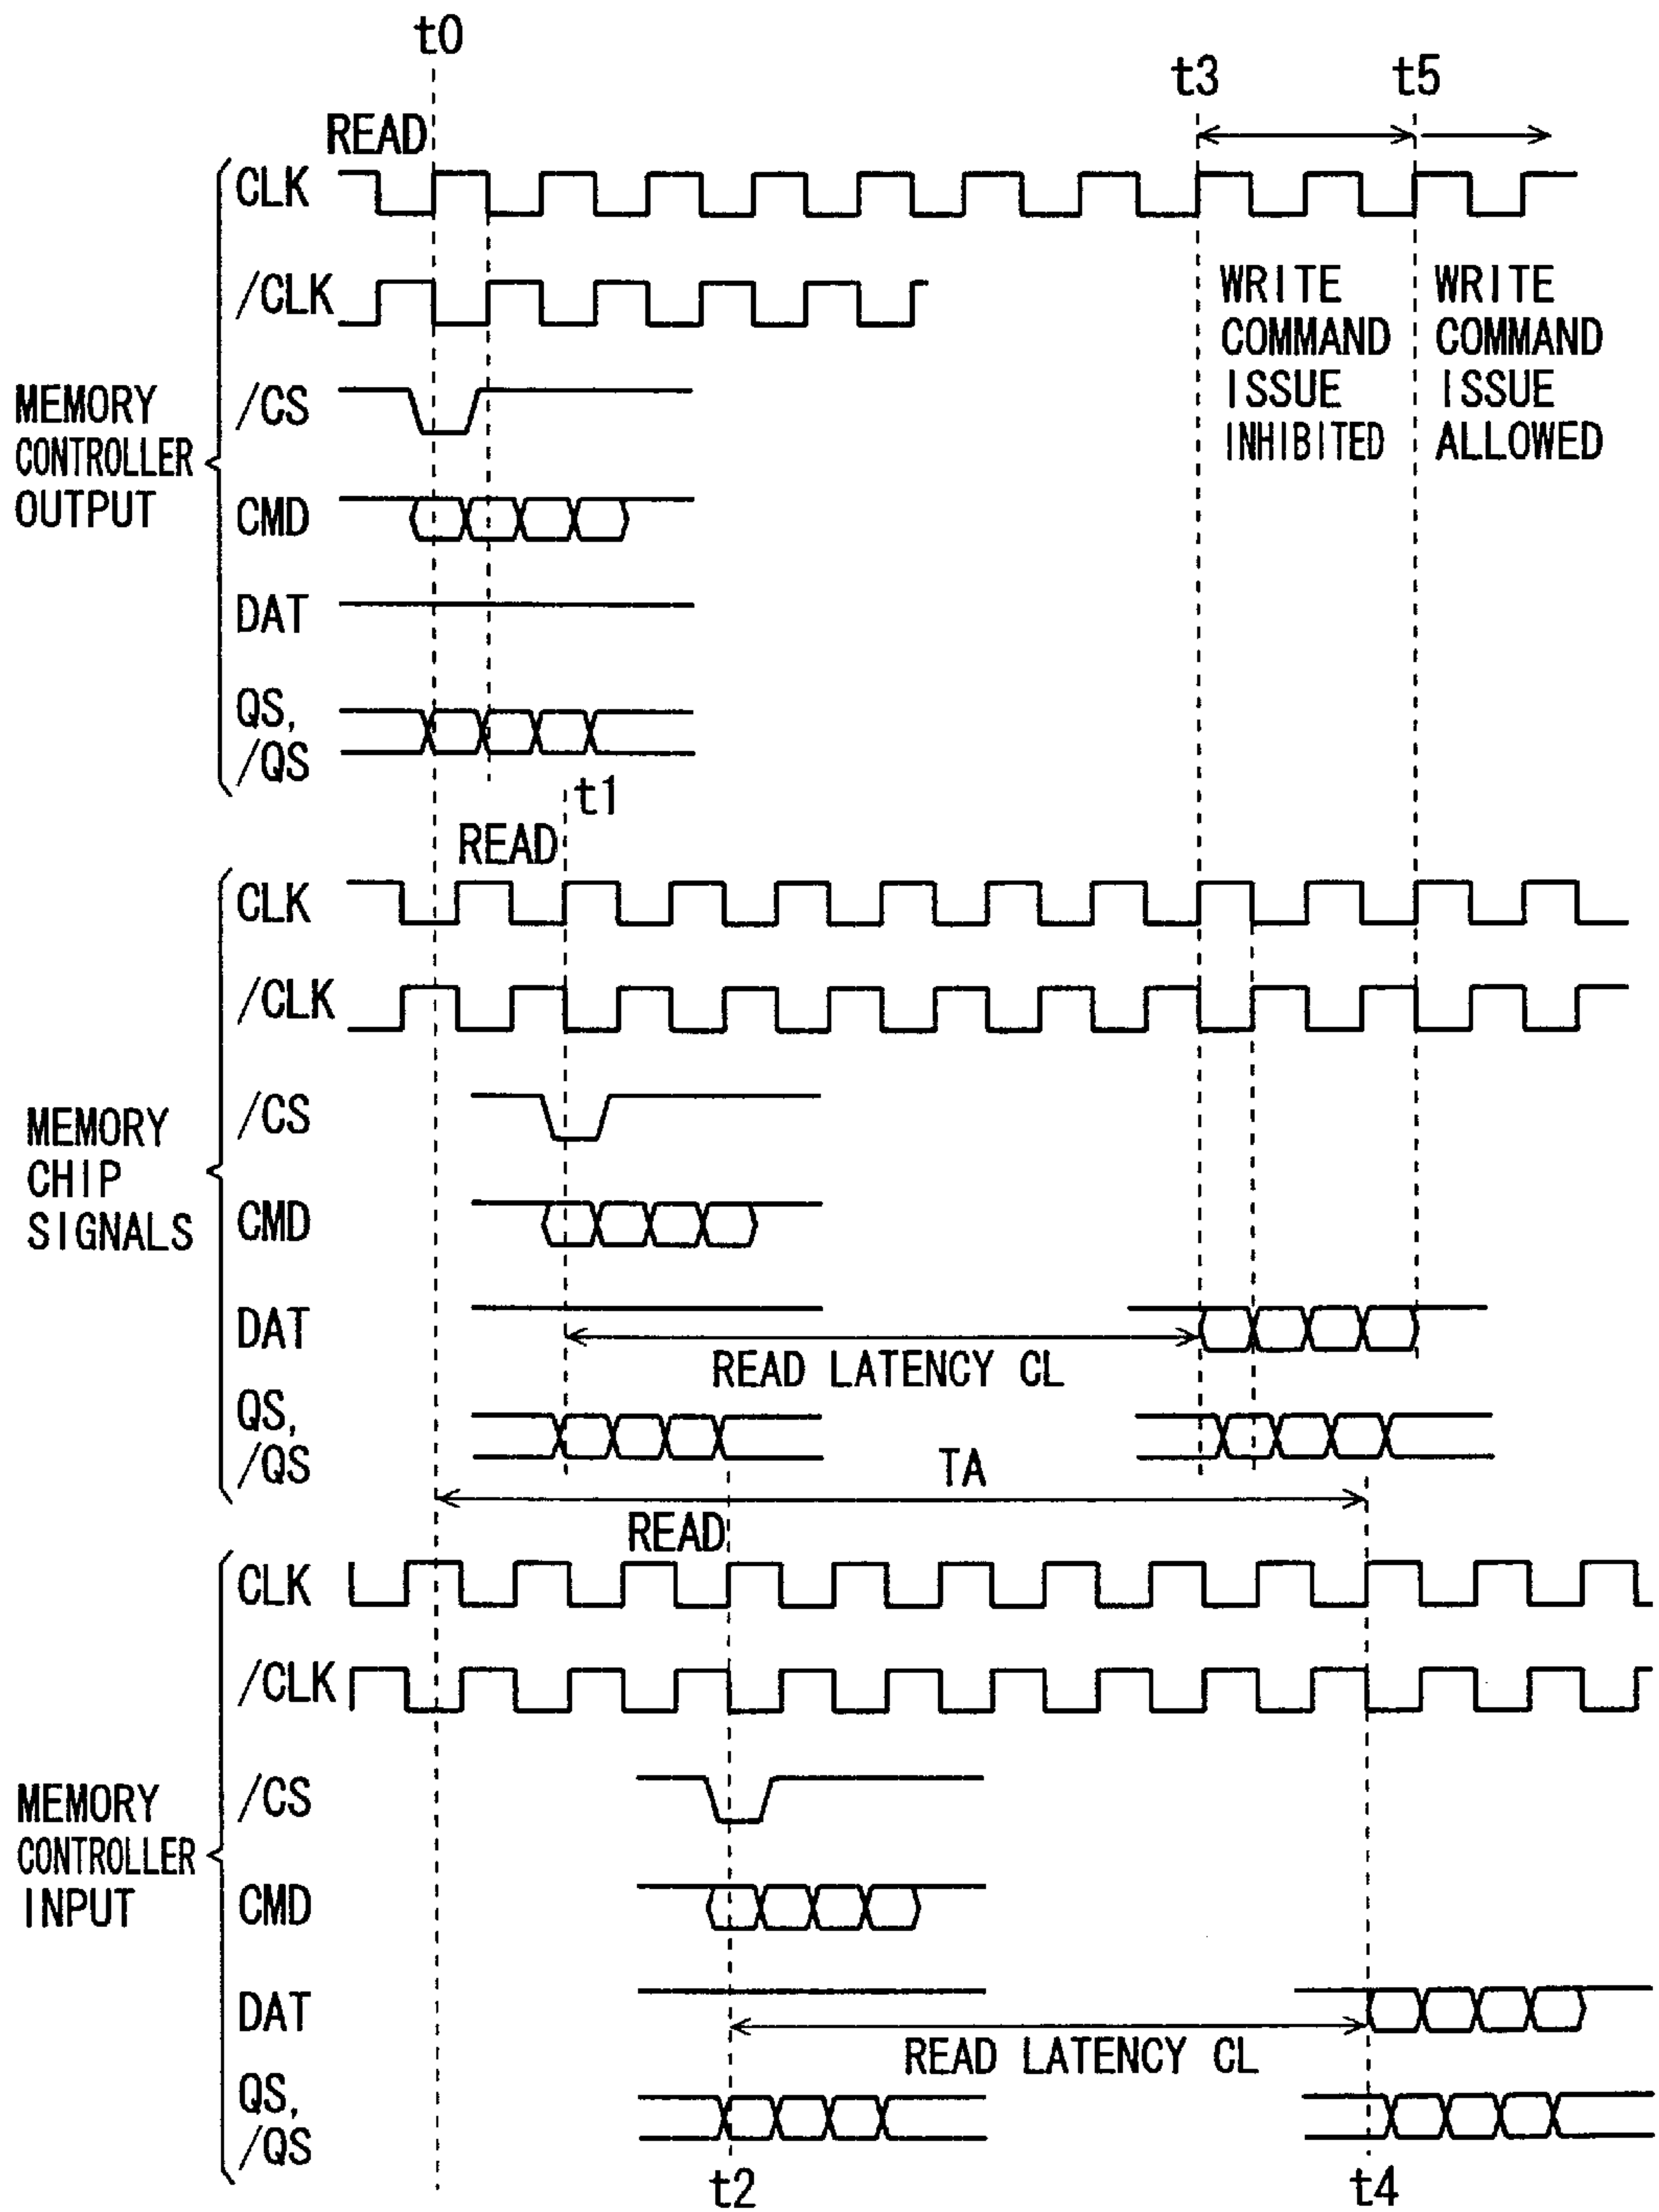 t0
t3
t5
READ
CLK
/CLK
WRITE
COMMAND
ISSUE
INHIBITED
WRITE
COMMAND
ISSUE
ALLOWED
/CS
MEMORY
CONTROLLER
OUTPUT
CMD
DAT
QS,
/QS
t1
READ
CLK
/CLK
/CS
MEMORY
CHIP
SIGNALS
CMD
DAT
READ LATENCY CL
QS,
/QS
TA
READ
CLK
/CLK
/CS
MEMORY
CONTROLLER
INPUT
CMD
DAT
READ LATENCY CL
QS,
/QS
t2
t4